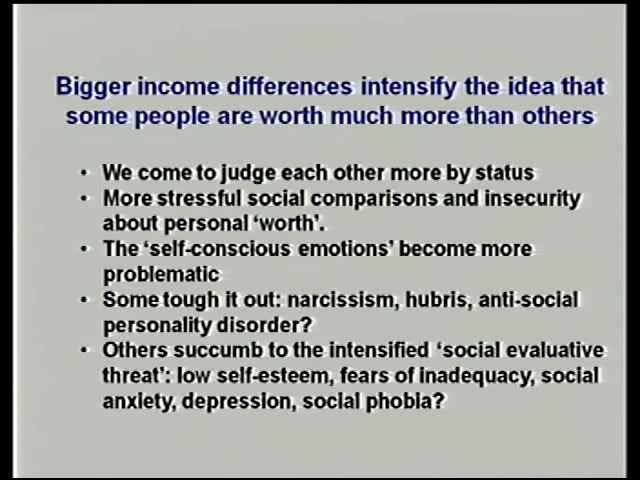 Bigger income differences intensify the idea that
some people are worth much more than others
• We come to judge each other more by status
• More stressful social comparisons and insecurity
about personal ‘worth’.
• The ‘self-conscious emotions’ become more
problematic
• Some tough it out: narcissism, hubris, anti-social
personality disorder?
• Others succumb to the intensified ‘social evaluative
threat’: low self-esteem, fears of inadequacy, social
anxiety, depression, social phobia?